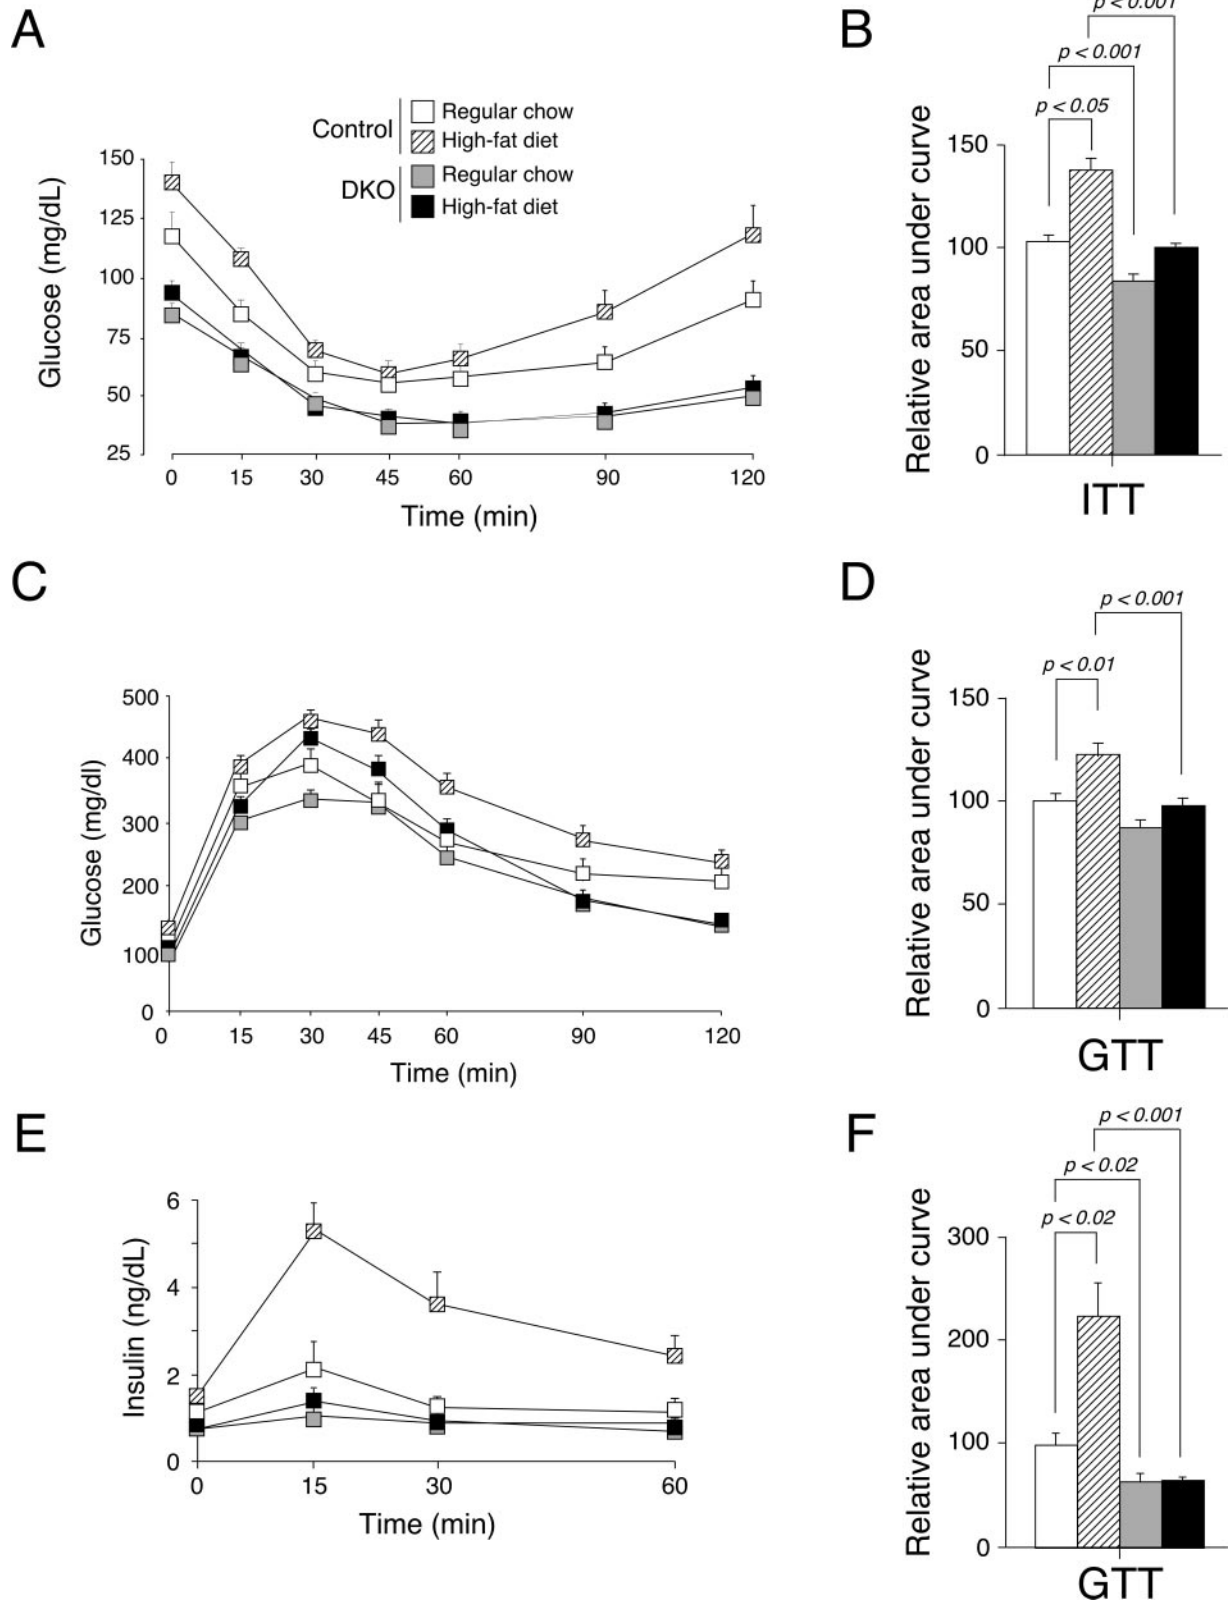 A
Control
Regular chow
High-fat diet
DKO
Regular chow
High-fat diet
Glucose (mg/dL)
150
125
100
75
50
25
0 15 30 45 60 90 120
Time (min)
B
p < 0.001
p < 0.001
p < 0.05
Relative area under curve
150
100
50
0
ITT
C
Glucose (mg/dl)
500
400
300
200
100
0
0 15 30 45 60 90 120
Time (min)
D
p < 0.001
p < 0.01
Relative area under curve
150
100
50
0
GTT
E
Insulin (ng/dL)
6
4
2
0
0 15 30 60
Time (min)
F
p < 0.001
p < 0.02
p < 0.02
Relative area under curve
300
200
100
0
GTT